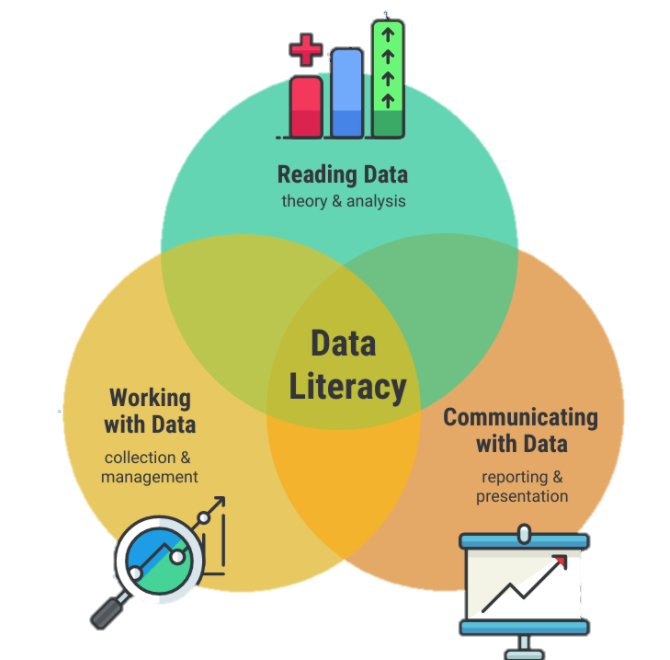 Reading Data
theory & analysis
Data
Literacy
Working
with Data
collection &
management
Communicating
with Data
reporting &
presentation